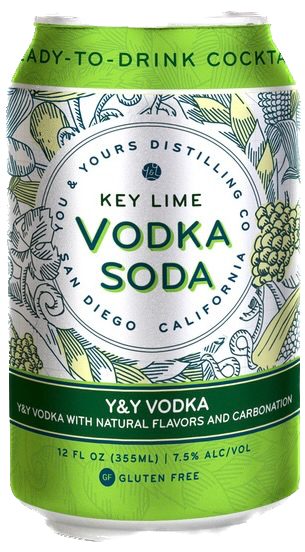 EADY-TO-DRINK COCKTA
YOU & YOURS DISTILLING CO
Y&Y
KEY LIME
VODKA
SODA
SAN DIEGO CALIFORNIA
Y&Y VODKA
Y&Y VODKA WITH NATURAL FLAVORS AND CARBONATION
12 FL OZ (355ML) | 7.5% ALC/VOL
GF GLUTEN FREE